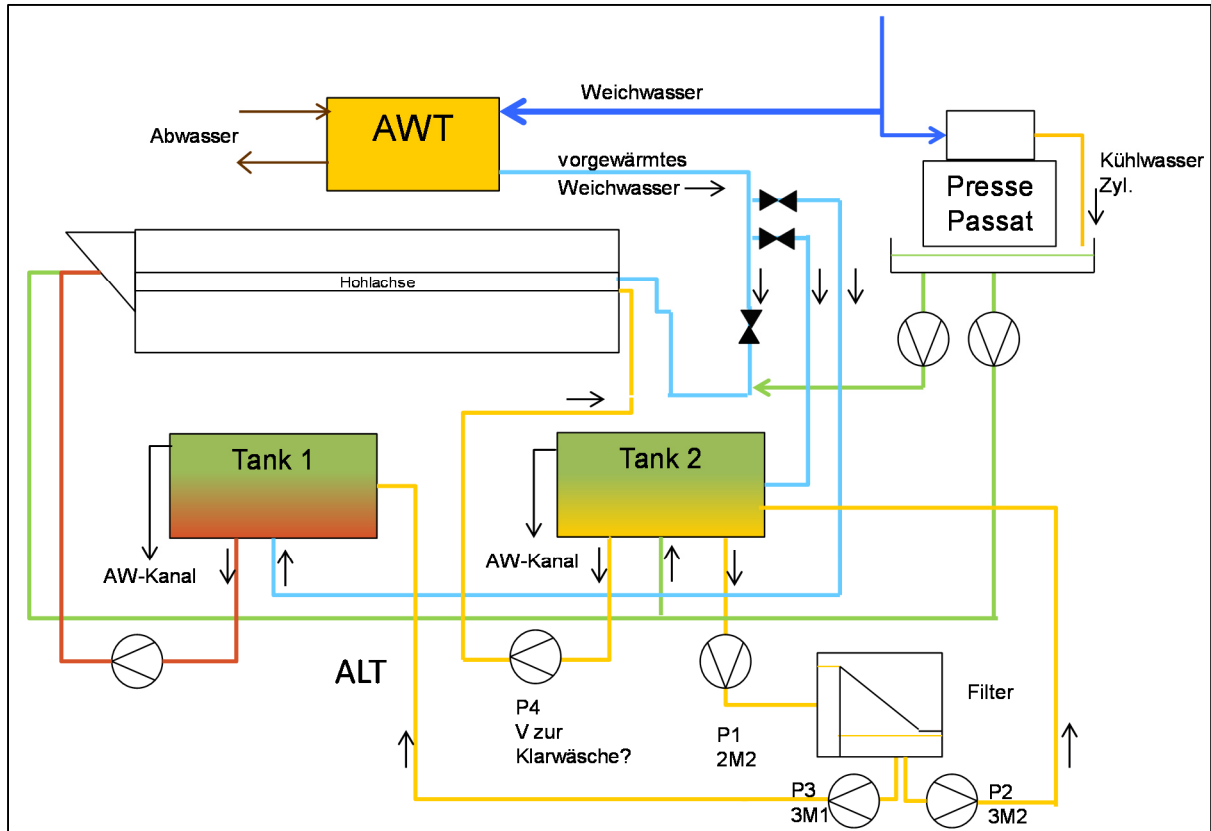 Weichwasser
AWT
Abwasser
vorgewärmtes
Weichwasser
Kühlwasser
Zyl.
Presse
Passat
Hohlachse
Tank 1
Tank 2
AW-Kanal
AW-Kanal
ALT
Filter
P4
V zur
Klarwäsche?
P1
2M2
P3
3M1
P2
3M2